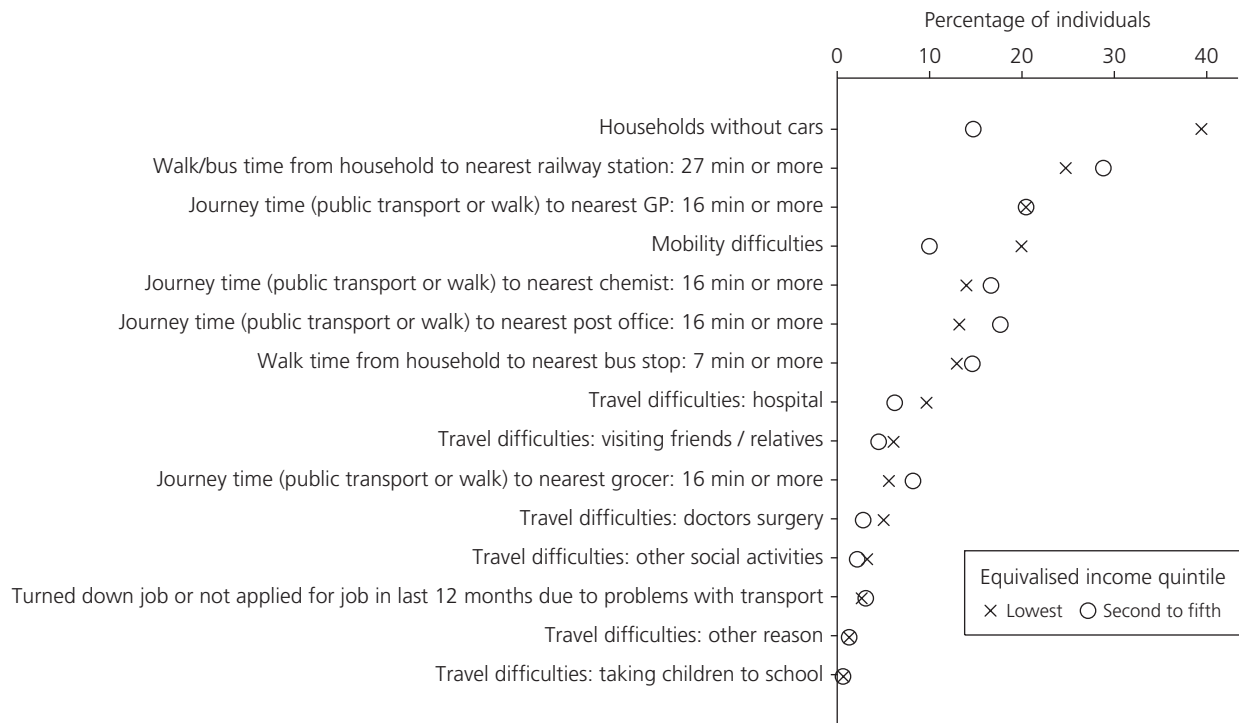 Percentage of individuals
0 10 20 30 40
Households without cars
Walk/bus time from household to nearest railway station: 27 min or more
Journey time (public transport or walk) to nearest GP: 16 min or more
Mobility difficulties
Journey time (public transport or walk) to nearest chemist: 16 min or more
Journey time (public transport or walk) to nearest post office: 16 min or more
Walk time from household to nearest bus stop: 7 min or more
Travel difficulties: hospital
Travel difficulties: visiting friends / relatives
Journey time (public transport or walk) to nearest grocer: 16 min or more
Travel difficulties: doctors surgery
Travel difficulties: other social activities
Turned down job or not applied for job in last 12 months due to problems with transport
Travel difficulties: other reason
Travel difficulties: taking children to school
Equivalised income quintile
Lowest Second to fifth